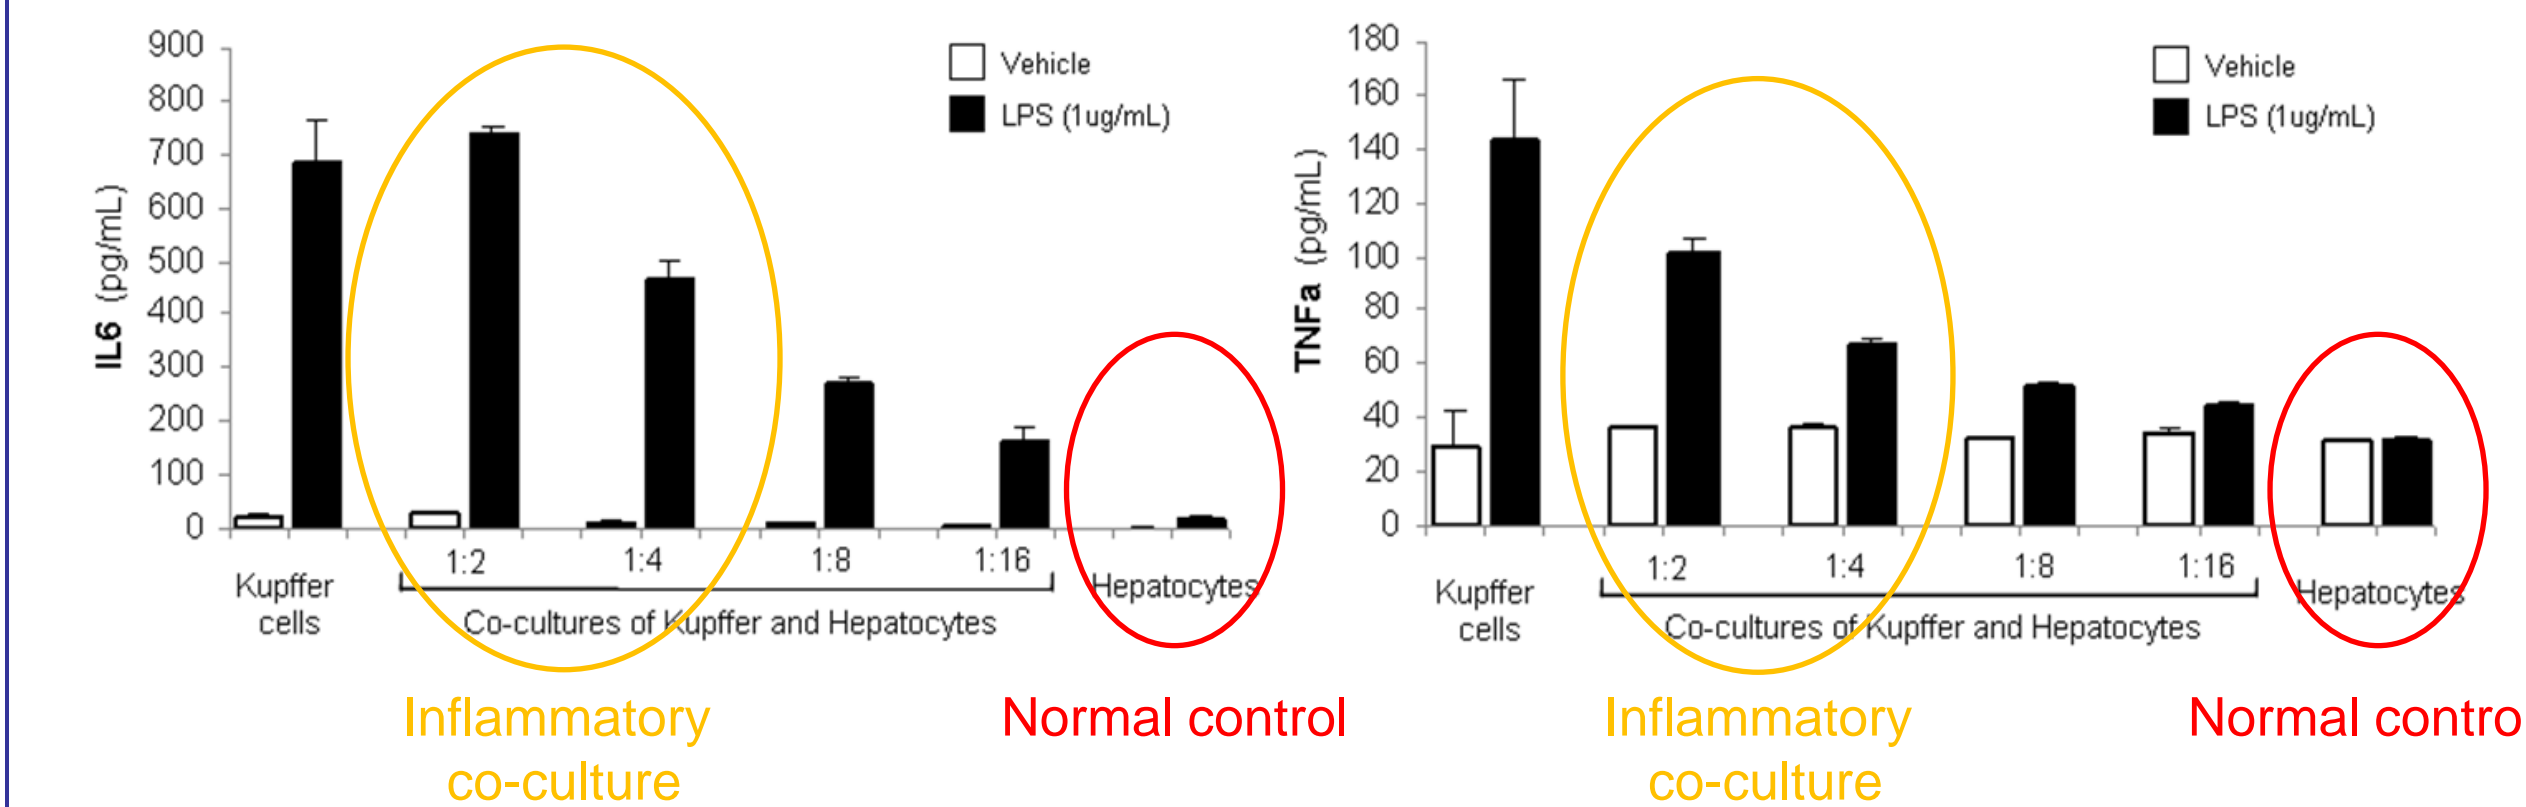 900
800
700
600
500
400
300
200
100
0
IL6 (pg/mL)
Vehicle
LPS (1ug/mL)
1:2 1:4 1:8 1:16
Kupffer
cells
Hepatocytes
Co-cultures of Kupffer and Hepatocytes
Inflammatory
co-culture
Normal control
180
160
140
120
100
80
60
40
20
0
TNFa (pg/mL)
Vehicle
LPS (1ug/mL)
1:2 1:4 1:8 1:16
Kupffer
cells
Hepatocytes
Co-cultures of Kupffer and Hepatocytes
Inflammatory
co-culture
Normal contro